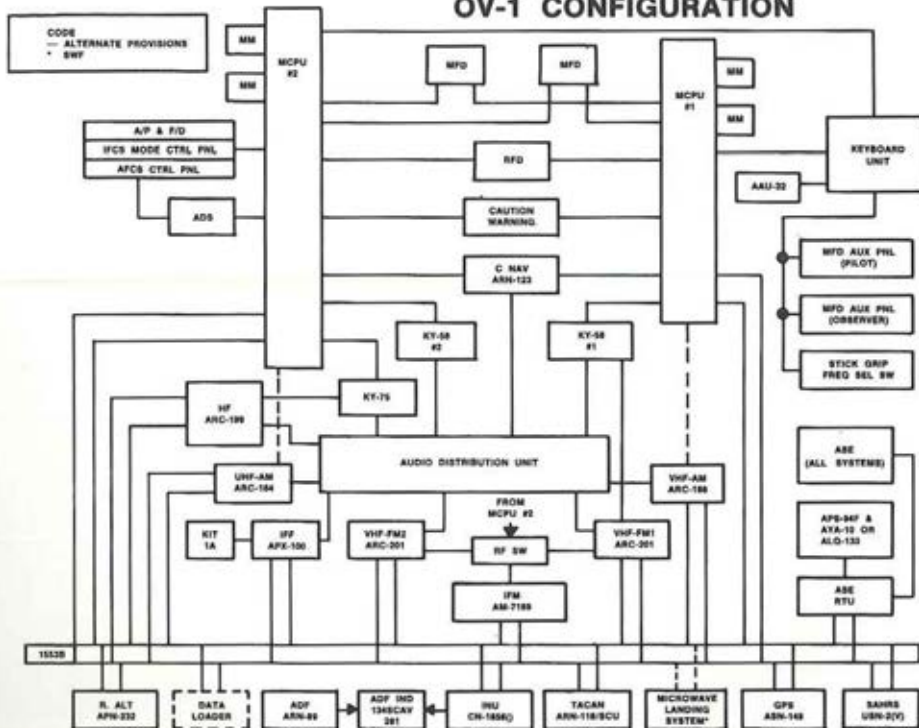 OV-1 CONFIGURATION
CODE
— ALTERNATE PROVISIONS
* SWF
MM
MM
MCPU
#2
MFD
MFD
MCPU
#1
MM
MM
A/P & F/D
IFCS MODE CTRL PNL
AFCS CTRL PNL
ADS
RFD
CAUTION
WARNING
C NAV
ARN-123
KEYBOARD
UNIT
AAU-32
MFD AUX PNL
(PILOT)
MFD AUX PNL
(OBSERVER)
STICK GRIP
FREQ SEL SW
KY-58
#2
KY-58
#1
KY-75
HF
ARC-199
AUDIO DISTRIBUTION UNIT
UHF-AM
ARC-164
VHF-AM
ARC-186
ASE
(ALL SYSTEMS)
FROM
MCPU #2
KIT
1A
IFF
APX-100
VHF-FM2
ARC-201
RF SW
VHF-FM1
ARC-201
APS-94F &
AYA-10 OR
ALQ-133
IFM
AM-7189
ASE
RTU
1553B
R. ALT
APN-232
DATA
LOADER
ADF
ARN-89
ADF IND
INU
TACAN
ARN-118/SCU
MICROWAVE
LANDING
SYSTEM*
GPS
ASN-149
SAHRS
USN-2(V)